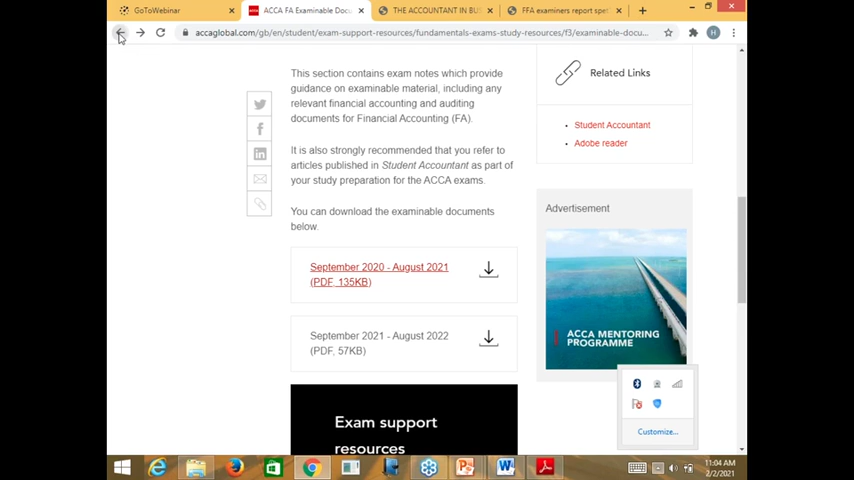 GoToWebinar
ACCA FA Examinable Docu
THE ACCOUNTANT IN BUS
FFA examiners report spet
accaglobal.com/gb/en/student/exam-support-resources/fundamentals-exams-study-resources/f3/examinable-docu...
H
This section contains exam notes which provide
guidance on examinable material, including any
relevant financial accounting and auditing
documents for Financial Accounting (FA).
It is also strongly recommended that you refer to
articles published in Student Accountant as part of
your study preparation for the ACCA exams.
You can download the examinable documents
below.
September 2020 - August 2021
(PDF, 135KB)
September 2021 - August 2022
(PDF, 57KB)
Exam support
resources
Related Links
Student Accountant
Adobe reader
Advertisement
ACCA MENTORING
PROGRAMME
Customize...
11:04 AM
2/2/2021